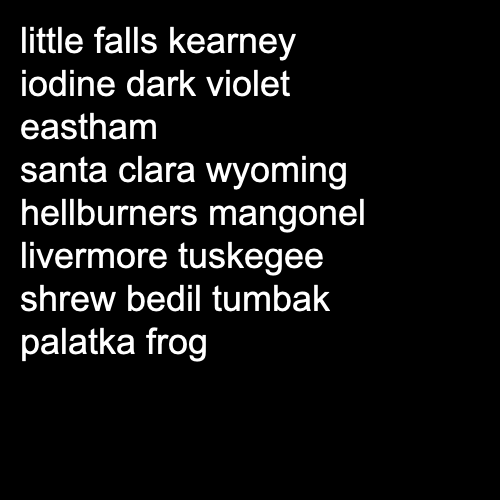 little falls kearney
iodine dark violet
eastham
santa clara wyoming
hellburners mangonel
livermore tuskegee
shrew bedil tumbak
palatka frog